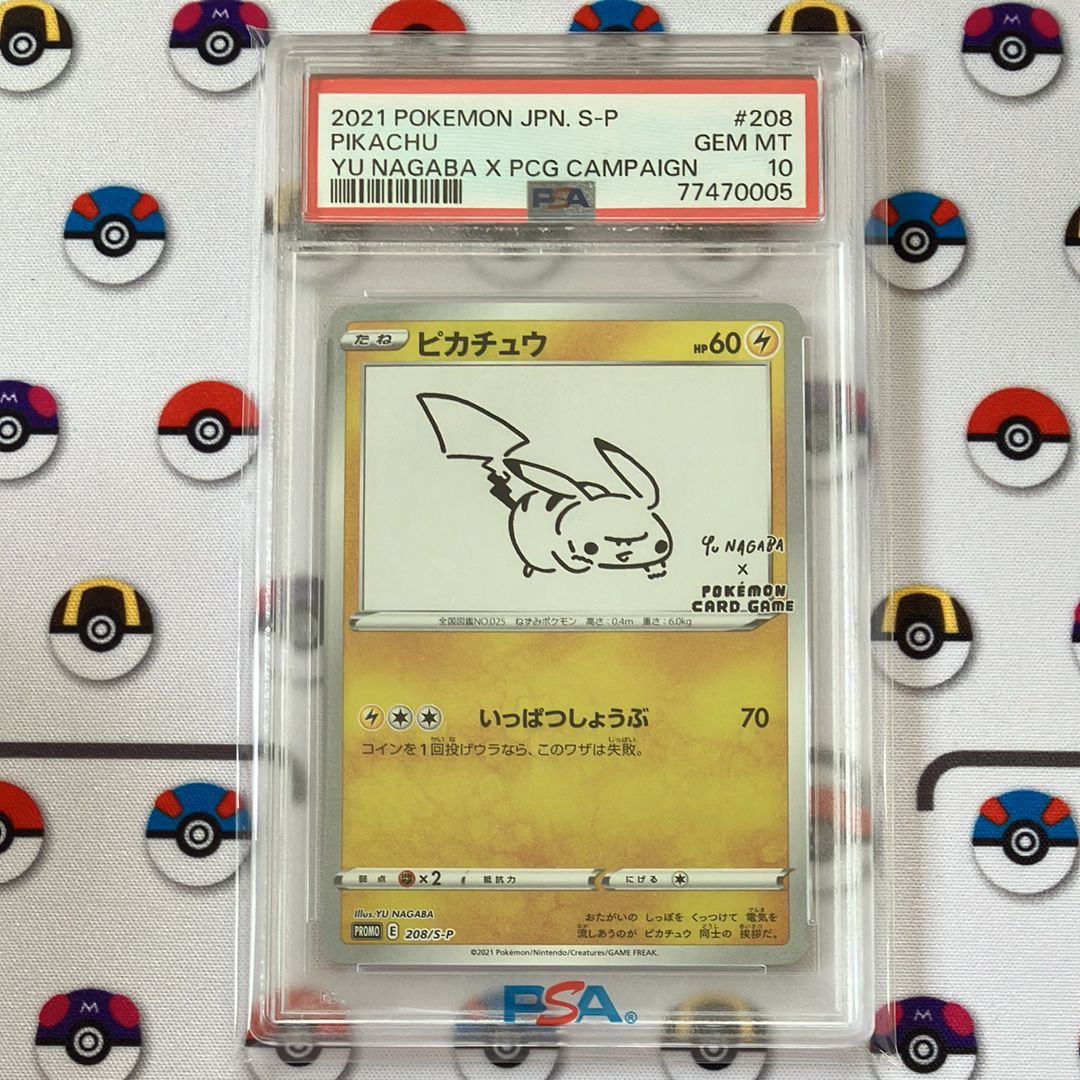 2021 POKEMON JPN. S-P #208
PIKACHU GEM MT
YU NAGABA X PCG CAMPAIGN 10
PSA 77470005
たね ピカチュウ HP60
YU NAGABA
X
POKÉMON
CARD GAME
全国図鑑NO.025 ねずみポケモン 高さ:0.4m 重さ:6.0kg
いっぱつしょうぶ 70
コインを1回投げウラなら、このワザは失敗。
弱点 ×2 抵抗力 にげる
Illus.YU NAGABA
PROMO E 208/S-P
おたがいの しっぽを くっつけて 電気を
流しあうのが ピカチュウ 同士の 挨拶だ。
©2021 Pokémon/Nintendo/Creatures/GAME FREAK.
PSA®